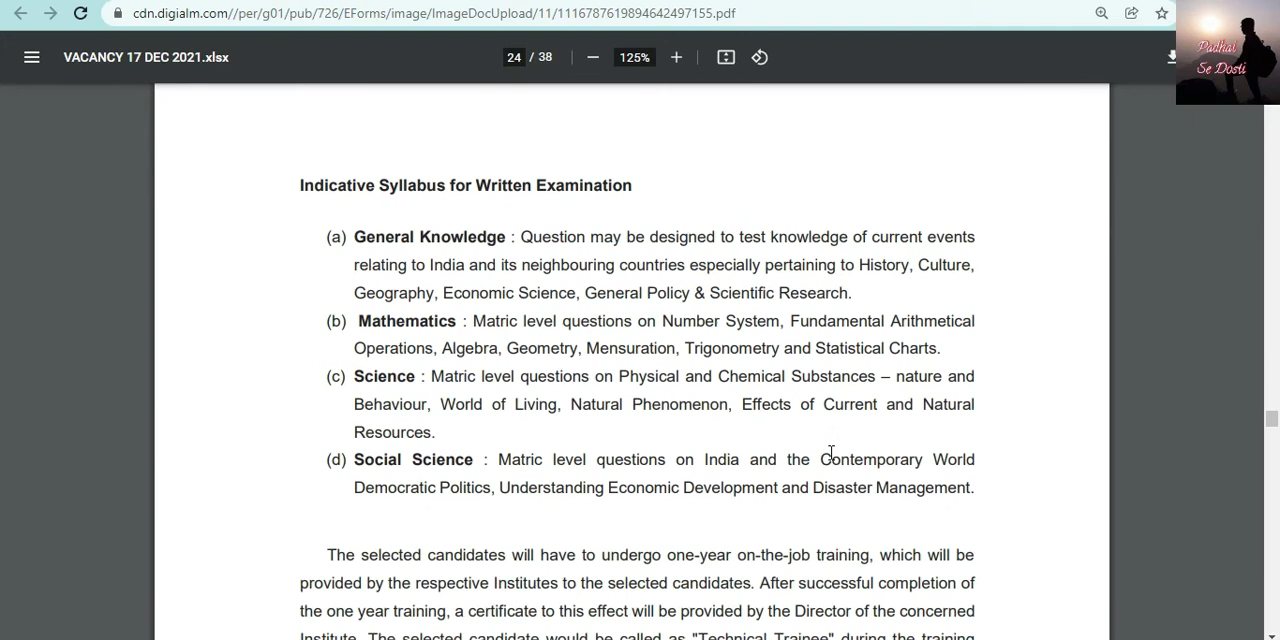 cdn.digialm.com//per/g01/pub/726/EForms/image/ImageDocUpload/11/1116787619894642497155.pdf
VACANCY 17 DEC 2021.xlsx
24 / 38
125%
Padhai
Se Dosti
Indicative Syllabus for Written Examination
(a) General Knowledge : Question may be designed to test knowledge of current events
relating to India and its neighbouring countries especially pertaining to History, Culture,
Geography, Economic Science, General Policy & Scientific Research.
(b) Mathematics : Matric level questions on Number System, Fundamental Arithmetical
Operations, Algebra, Geometry, Mensuration, Trigonometry and Statistical Charts.
(c) Science : Matric level questions on Physical and Chemical Substances – nature and
Behaviour, World of Living, Natural Phenomenon, Effects of Current and Natural
Resources.
(d) Social Science : Matric level questions on India and the Contemporary World
Democratic Politics, Understanding Economic Development and Disaster Management.
The selected candidates will have to undergo one-year on-the-job training, which will be
provided by the respective Institutes to the selected candidates. After successful completion of
the one year training, a certificate to this effect will be provided by the Director of the concerned
Institute. The selected candidate would be called as "Technical Trainee" during the training